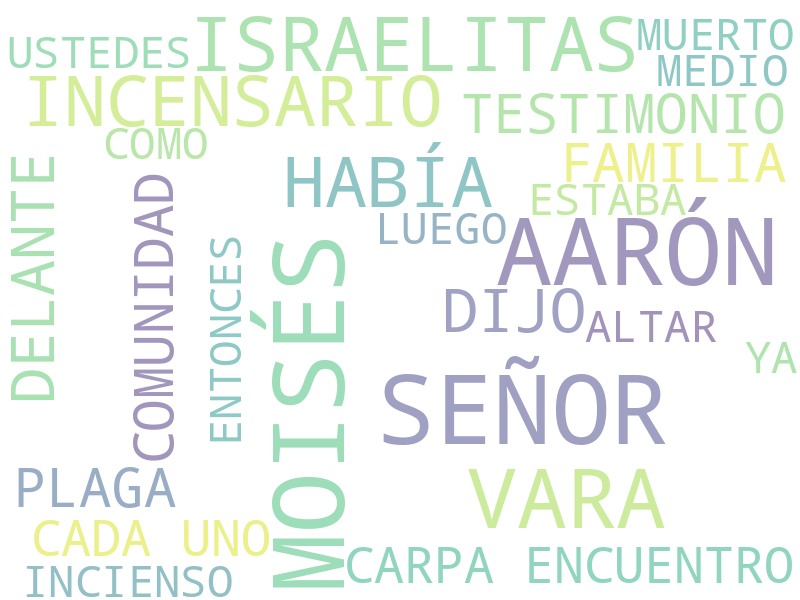 USTEDES
ISRAELITAS
MUERTO
MEDIO
INCENSARIO
TESTIMONIO
COMO
HABÍA
FAMILIA
ESTABA
DELANTE
COMUNIDAD
ENTONCES
MOISÉS
LUEGO
AARÓN
DIJO
ALTAR
YA
SEÑOR
PLAGA
VARA
CADA UNO
CARPA ENCUENTRO
INCIENSO